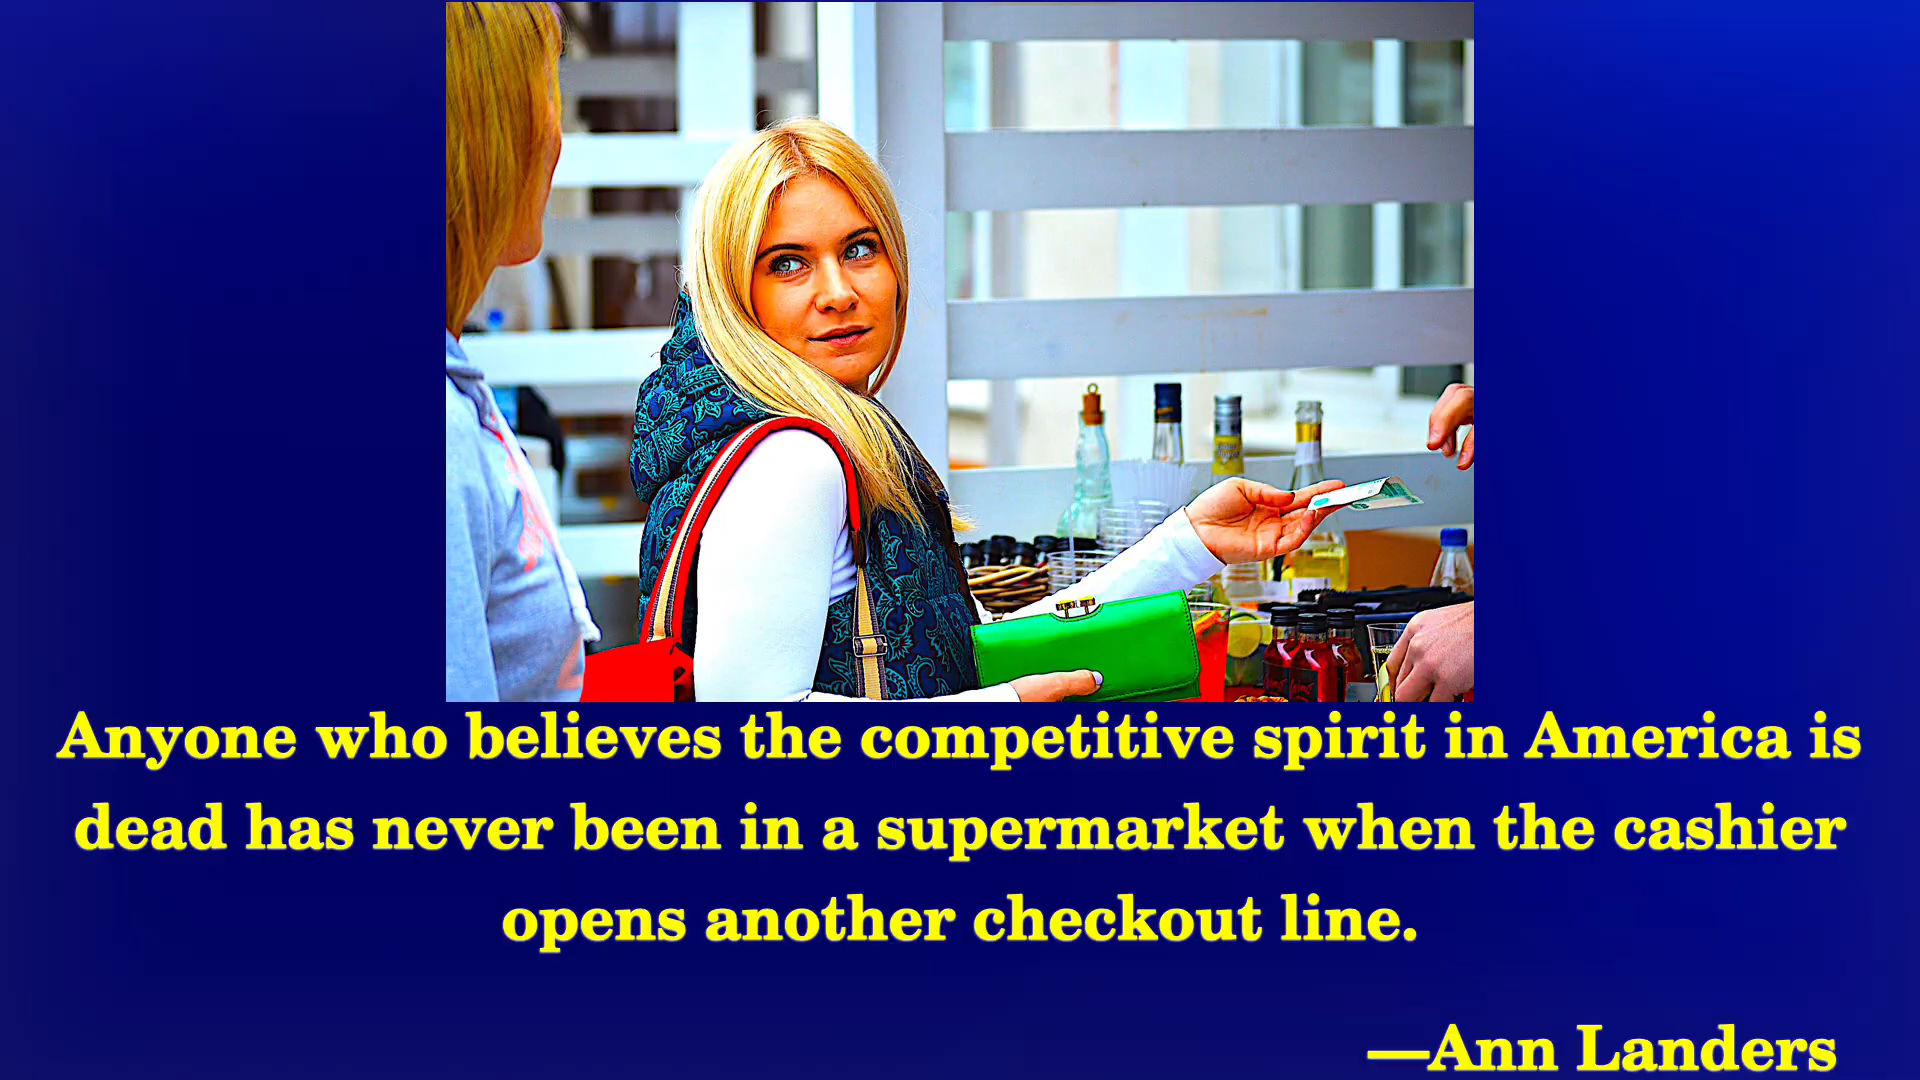 Anyone who believes the competitive spirit in America is
dead has never been in a supermarket when the cashier
opens another checkout line.
—Ann Landers